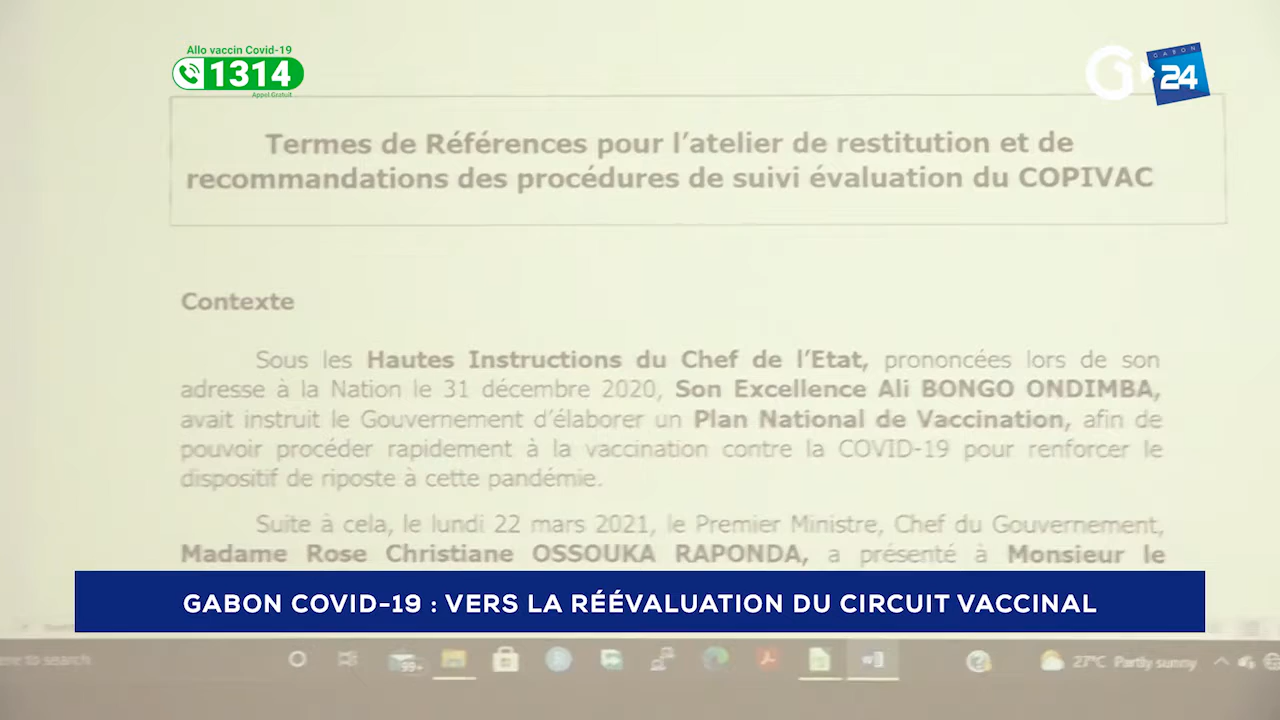 Allo vaccin Covid-19
1314
Appel Gratuit
GABON
24
Termes de Références pour l'atelier de restitution et de
recommandations des procédures de suivi évaluation du COPIVAC
Contexte
Sous les Hautes Instructions du Chef de l'Etat, prononcées lors de son
adresse à la Nation le 31 décembre 2020, Son Excellence Ali BONGO ONDIMBA,
avait instruit le Gouvernement d'élaborer un Plan National de Vaccination, afin de
pouvoir procéder rapidement à la vaccination contre la COVID-19 pour renforcer le
dispositif de riposte à cette pandémie.
Suite à cela, le lundi 22 mars 2021, le Premier Ministre, Chef du Gouvernement,
Madame Rose Christiane OSSOUKA RAPONDA, a présenté à Monsieur le
GABON COVID-19 : VERS LA RÉÉVALUATION DU CIRCUIT VACCINAL
to search
99+
27°C Partly sunny